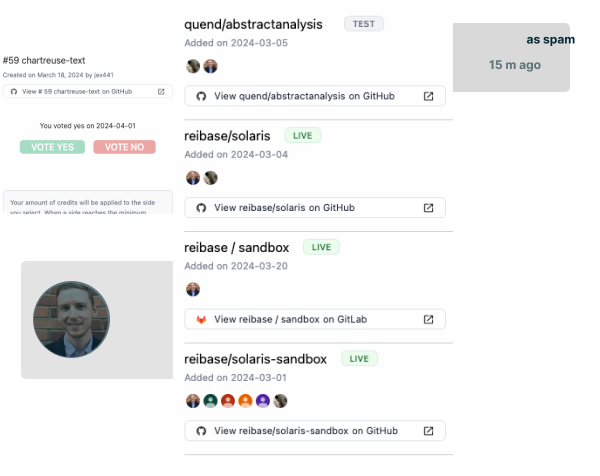 #59 chartreuse-text
Created on March 18, 2024 by jex441
View # 59 chartreuse-text on GitHub
You voted yes on 2024-04-01
VOTE YES VOTE NO
Your amount of credits will be applied to the side
you select. When a side reaches the minimum
quend/abstractanalysis TEST
Added on 2024-03-05
View quend/abstractanalysis on GitHub
reibase/solaris LIVE
Added on 2024-03-04
View reibase/solaris on GitHub
reibase / sandbox LIVE
Added on 2024-03-20
View reibase / sandbox on GitLab
reibase/solaris-sandbox LIVE
Added on 2024-03-01
View reibase/solaris-sandbox on GitHub
as spam
15 m ago